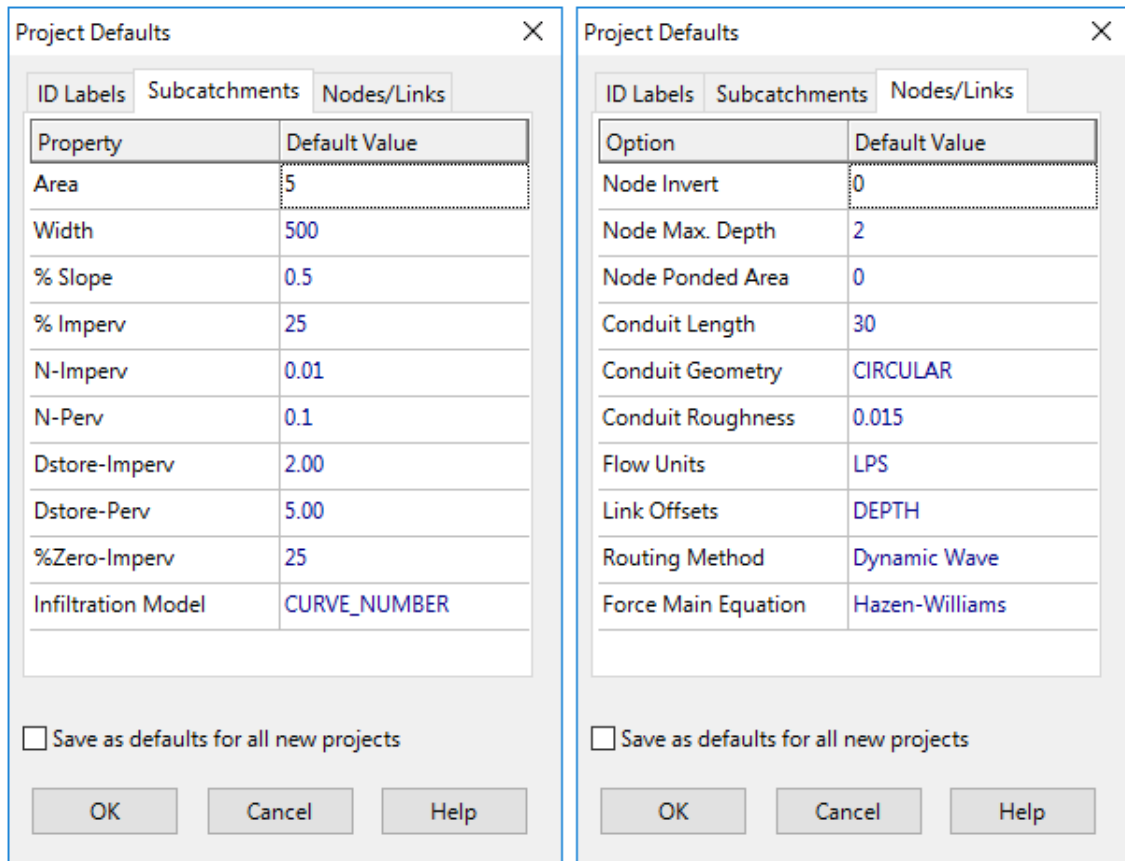 Project Defaults
ID Labels Subcatchments Nodes/Links
Property Default Value
Area 5
Width 500
% Slope 0.5
% Imperv 25
N-Imperv 0.01
N-Perv 0.1
Dstore-Imperv 2.00
Dstore-Perv 5.00
%Zero-Imperv 25
Infiltration Model CURVE_NUMBER
Save as defaults for all new projects
OK Cancel Help
Project Defaults
ID Labels Subcatchments Nodes/Links
Option Default Value
Node Invert 0
Node Max. Depth 2
Node Ponded Area 0
Conduit Length 30
Conduit Geometry CIRCULAR
Conduit Roughness 0.015
Flow Units LPS
Link Offsets DEPTH
Routing Method Dynamic Wave
Force Main Equation Hazen-Williams
Save as defaults for all new projects
OK Cancel Help